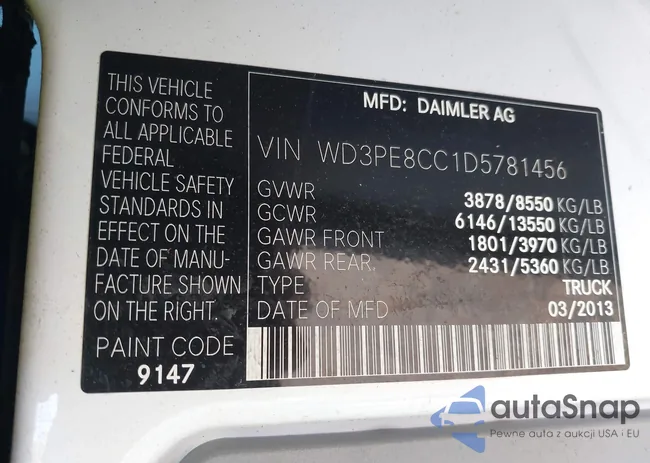 THIS VEHICLE
CONFORMS TO
ALL APPLICABLE
FEDERAL
VEHICLE SAFETY
STANDARDS IN
EFFECT ON THE
DATE OF MANU-
FACTURE SHOWN
ON THE RIGHT.
PAINT CODE
9147
MFD: DAIMLER AG
VIN WD3PE8CC1D5781456
GVWR 3878/8550 KG/LB
GCWR 6146/13550 KG/LB
GAWR FRONT 1801/3970 KG/LB
GAWR REAR. 2431/5360 KG/LB
TYPE TRUCK
DATE OF MFD 03/2013
autaSnap
Pewne auta z aukcji USA i EU